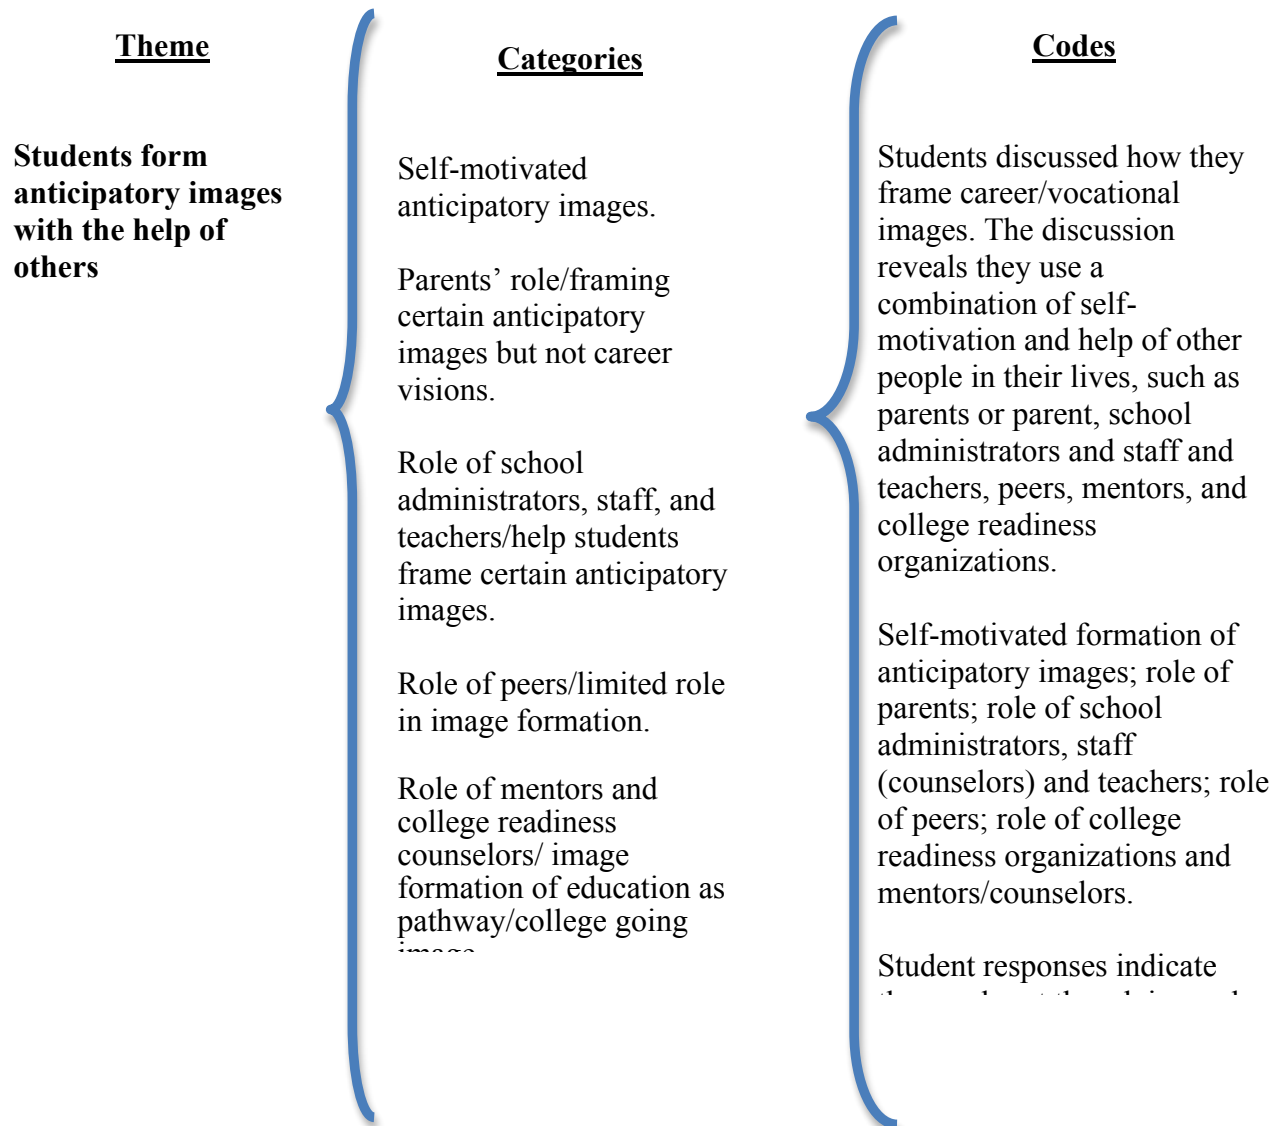 Theme
Students form
anticipatory images
with the help of
others
Categories
Self-motivated
anticipatory images.
Parents’ role/framing
certain anticipatory
images but not career
visions.
Role of school
administrators, staff, and
teachers/help students
frame certain anticipatory
images.
Role of peers/limited role
in image formation.
Role of mentors and
college readiness
counselors/ image
formation of education as
pathway/college going
Codes
Students discussed how they
frame career/vocational
images. The discussion
reveals they use a
combination of self-
motivation and help of other
people in their lives, such as
parents or parent, school
administrators and staff and
teachers, peers, mentors, and
college readiness
organizations.
Self-motivated formation of
anticipatory images; role of
parents; role of school
administrators, staff
(counselors) and teachers; role
of peers; role of college
readiness organizations and
mentors/counselors.
Student responses indicate